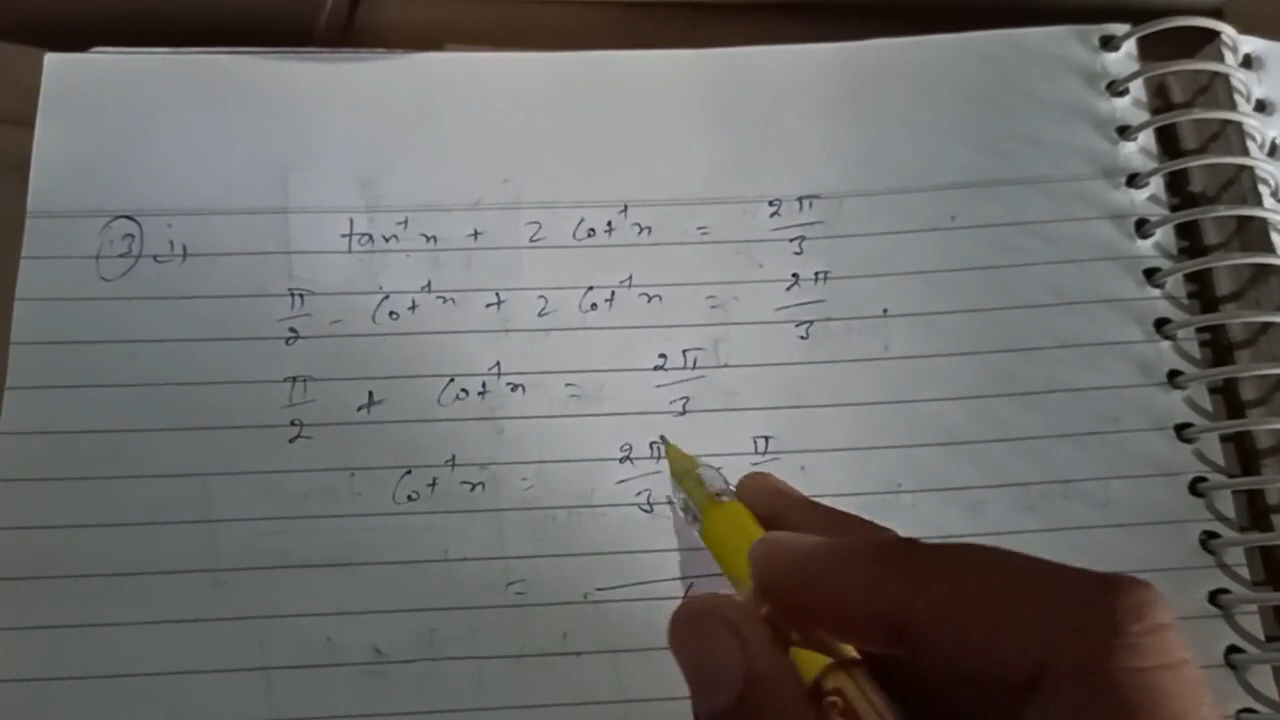 13 i) tan⁻¹x + 2 cot⁻¹x = 2π/3
π/2 - cot⁻¹x + 2 cot⁻¹x = 2π/3.
π/2 + cot⁻¹x = 2π/3
cot⁻¹x = 2π/3 - π
=